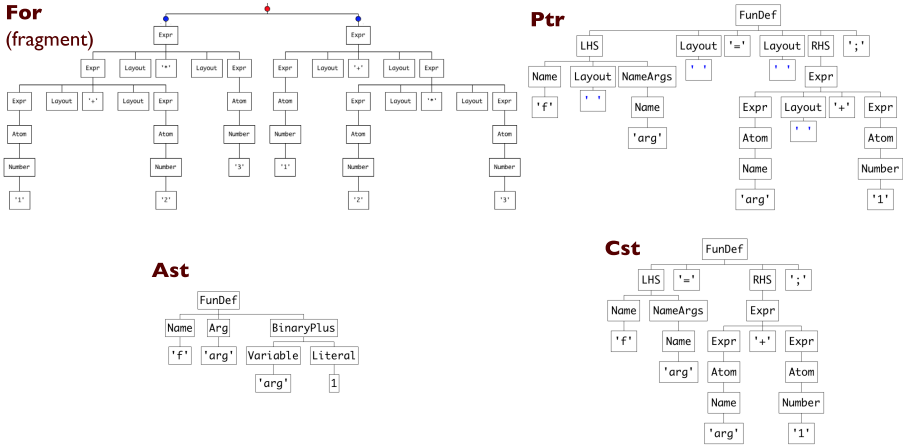 For
(fragment)
Expr Expr
Expr Layout '*' Layout Expr Expr Layout '+' Layout Expr
Expr Layout '+' Layout Expr Atom Atom Expr Layout '*' Layout Expr
Atom Atom Number Number Atom Atom
Number Number '3' '1' Number Number
'1' '2' '2' '3'
Ptr
FunDef
LHS Layout '=' Layout RHS ';'
Name Layout NameArgs ' ' ' ' Expr
'f' ' ' Name Expr Layout '+' Expr
'arg' Atom ' ' Atom
Name Number
'arg' '1'
Ast
FunDef
Name Arg BinaryPlus
'f' 'arg' Variable Literal
'arg' 1
Cst
FunDef
LHS '=' RHS ';'
Name NameArgs Expr
'f' Name Expr '+' Expr
'arg' Atom Atom
Name Number
'arg' '1'